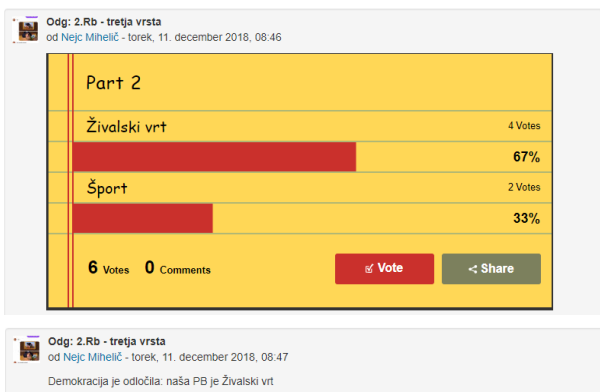 Odg: 2.Rb - tretja vrsta
od Nejc Mihelič - torek, 11. december 2018, 08:46
Part 2
Živalski vrt 4 Votes
67%
Šport 2 Votes
33%
6 Votes 0 Comments Vote Share
Odg: 2.Rb - tretja vrsta
od Nejc Mihelič - torek, 11. december 2018, 08:47
Demokracija je odločila: naša PB je Živalski vrt